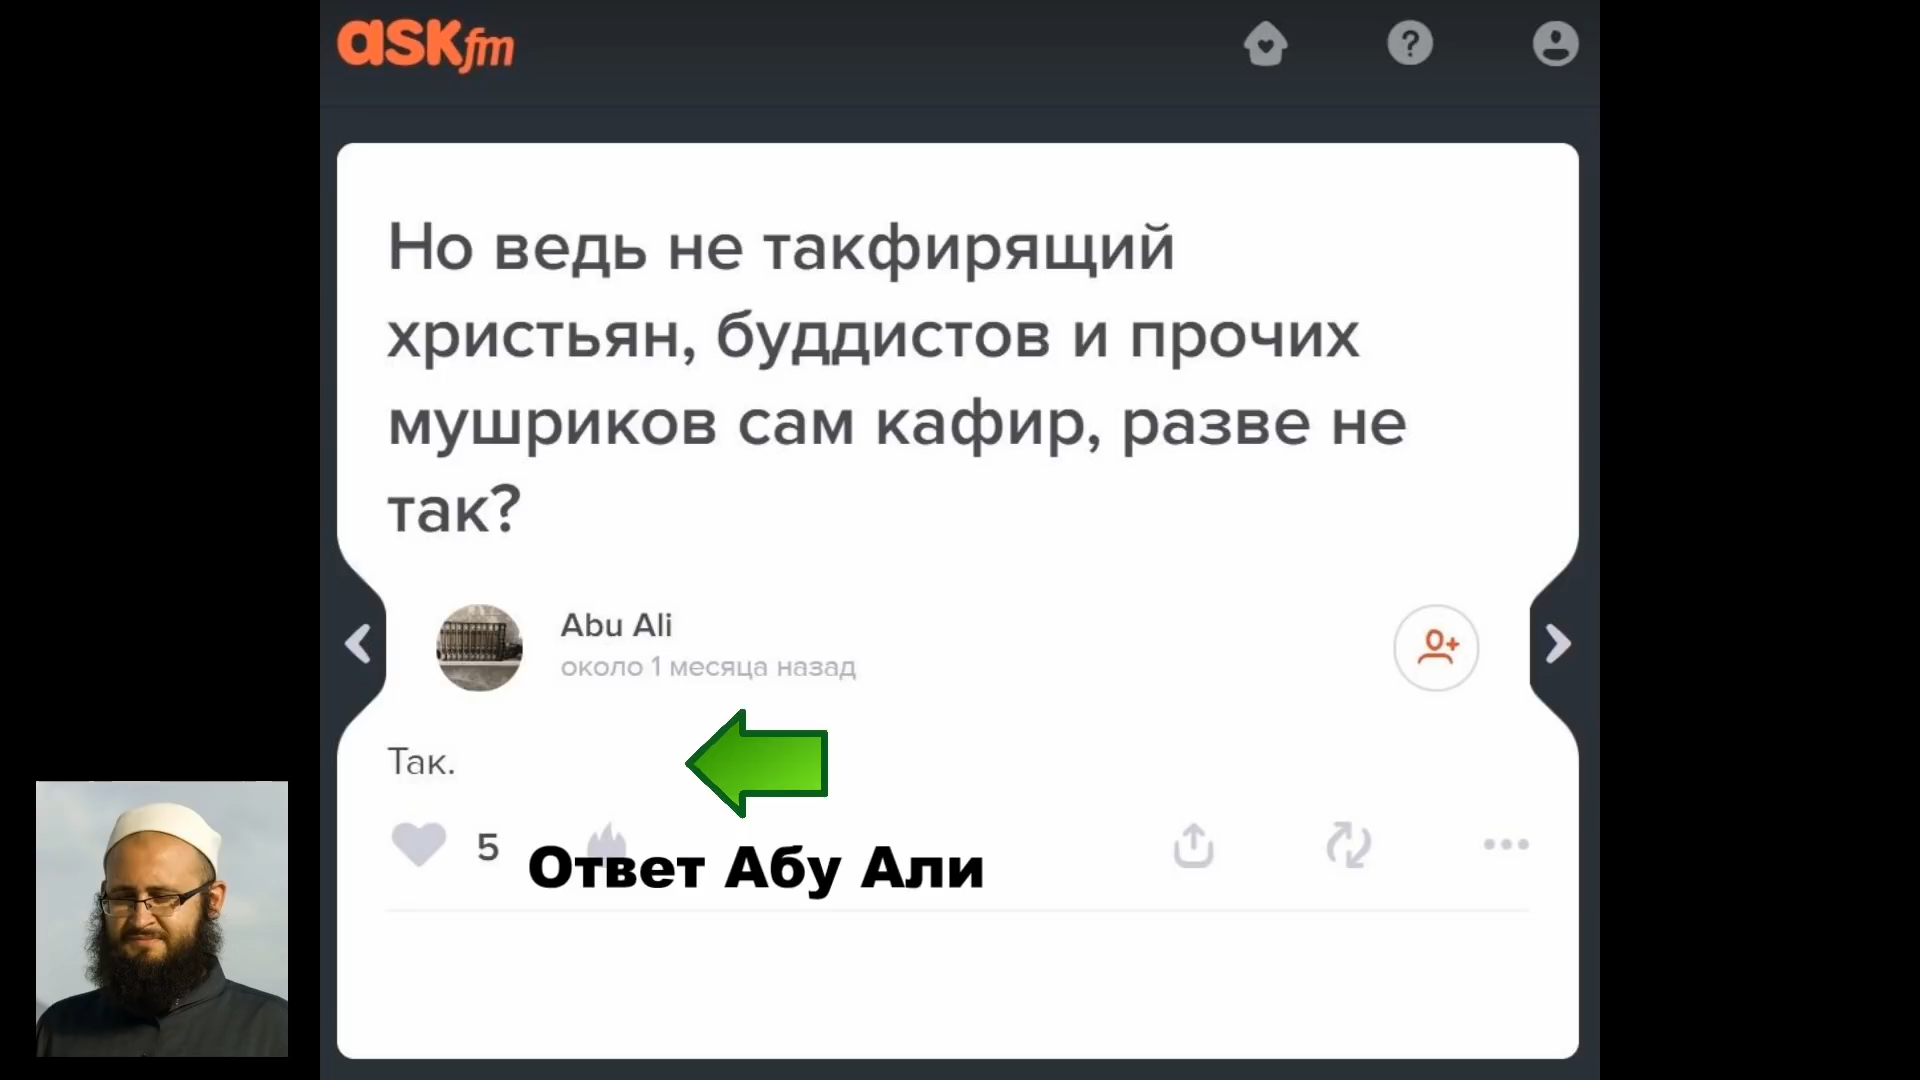 askfm
Но ведь не такфирящий
христьян, буддистов и прочих
мушриков сам кафир, разве не
так?
Abu Ali
около 1 месяца назад
Так.
5
Ответ Абу Али